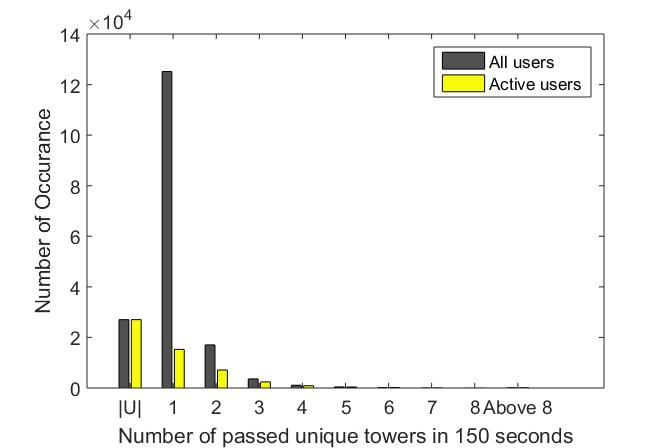 ×10⁴
14
12
10
8
6
4
2
0
Number of Occurance
All users
Active users
|U| 1 2 3 4 5 6 7 8 Above 8
Number of passed unique towers in 150 seconds